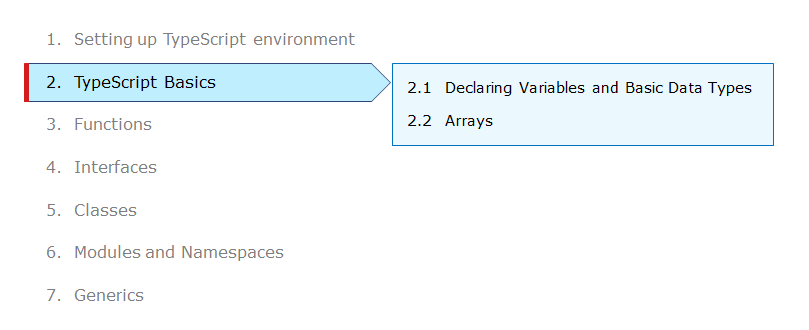 1. Setting up TypeScript environment
2. TypeScript Basics
2.1 Declaring Variables and Basic Data Types
2.2 Arrays
3. Functions
4. Interfaces
5. Classes
6. Modules and Namespaces
7. Generics